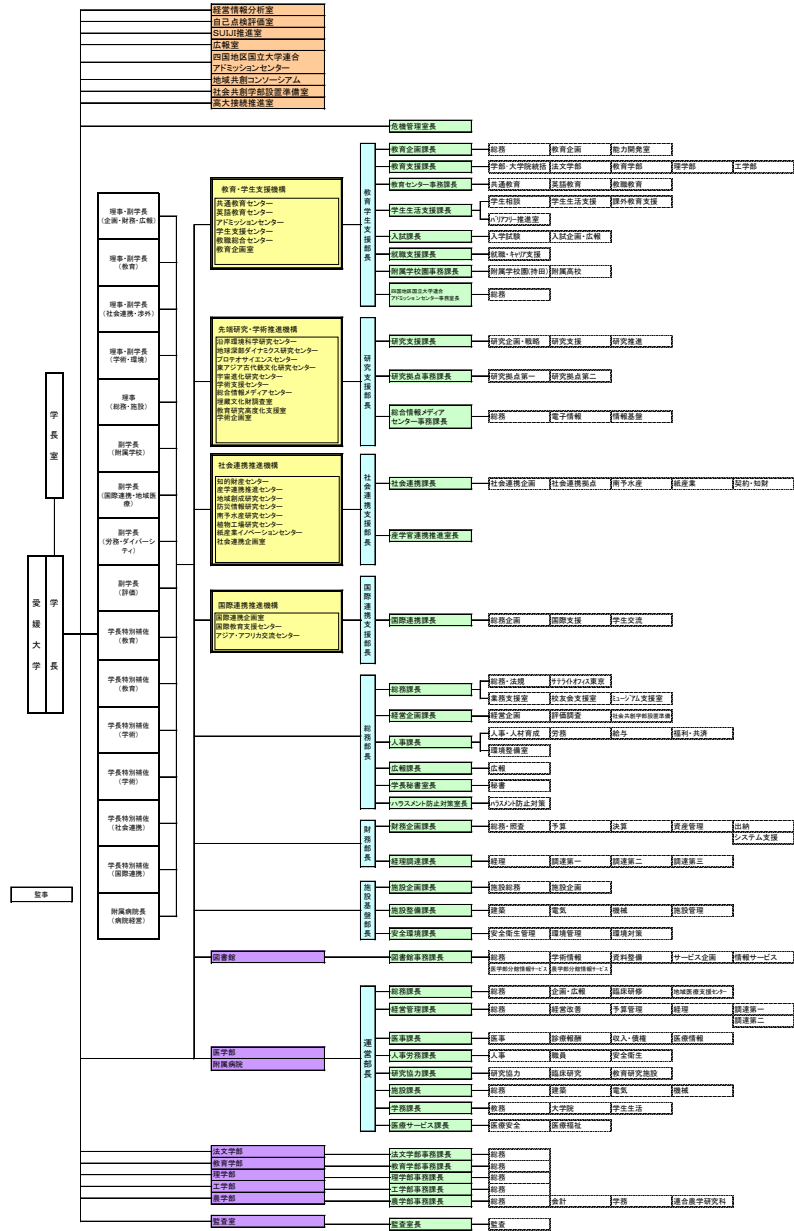 経営情報分析室
自己点検評価室
SUIJI推進室
広報室
四国地区国立大学連合
アドミッションセンター
地域共創コンソーシアム
社会共創学部設置準備室
高大接続推進室
危機管理室長
学長室
愛媛大学
学長
監事
理事・副学長
(企画・財務・広報)
理事・副学長
(教育)
理事・副学長
(社会連携・渉外)
理事・副学長
(学術・環境)
理事
(総務・施設)
副学長
(附属学校)
副学長
(国際連携・地域医
療)
副学長
(労務・ダイバーシ
ティ)
副学長
(評価)
学長特別補佐
(教育)
学長特別補佐
(教育)
学長特別補佐
(学術)
学長特別補佐
(学術)
学長特別補佐
(社会連携)
学長特別補佐
(国際連携)
附属病院長
(病院経営)
教育・学生支援機構
共通教育センター
英語教育センター
アドミッションセンター
学生支援センター
教職総合センター
教育企画室
教育学生支援部長
教育企画課長 総務 教育企画 能力開発室
教育支援課長 学部・大学院統括 法文学部 教育学部 理学部 工学部
教育センター事務課長 共通教育 英語教育 教職教育
学生生活支援課長 学生相談 学生生活支援 課外教育支援
バリアフリー推進室
入試課長 入学試験 入試企画・広報
就職支援課長 就職・キャリア支援
附属学校園事務課長 附属学校園(持田) 附属高校
四国地区国立大学連合
アドミッションセンター事務室長 総務
先端研究・学術推進機構
沿岸環境科学研究センター
地球深部ダイナミクス研究センター
プロテオサイエンスセンター
東アジア古代鉄文化研究センター
宇宙進化研究センター
学術支援センター
総合情報メディアセンター
埋蔵文化財調査室
教育研究高度化支援室
学術企画室
研究支援部長
研究支援課長 研究企画・戦略 研究支援 研究推進
研究拠点事務課長 研究拠点第一 研究拠点第二
総合情報メディア
センター事務課長 総務 電子情報 情報基盤
社会連携推進機構
知的財産センター
産学連携推進センター
地域創成研究センター
防災情報研究センター
南予水産研究センター
植物工場研究センター
紙産業イノベーションセンター
社会連携企画室
社会連携支援部長
社会連携課長 社会連携企画 社会連携拠点 南予水産 紙産業 契約・知財
産学官連携推進室長
国際連携推進機構
国際連携企画室
国際教育支援センター
アジア・アフリカ交流センター
国際連携支援部長
国際連携課長 総務企画 国際支援 学生交流
総務部長
総務課長 総務・法規 サテライトオフィス東京
業務支援室 校友会支援室 ミュージアム支援室
経営企画課長 経営企画 評価調査 社会共創学部設置準備
人事課長 人事・人材育成 労務 給与 福利・共済
環境整備室
広報課長 広報
学長秘書室長 秘書
ハラスメント防止対策室長 ハラスメント防止対策
財務部長
財務企画課長 総務・照査 予算 決算 資産管理 出納
システム支援
経理調達課長 経理 調達第一 調達第二 調達第三
施設基盤部長
施設企画課長 施設総務 施設企画
施設整備課長 建築 電気 機械 施設管理
安全環境課長 安全衛生管理 環境管理 環境対策
図書館 図書館事務課長 総務 学術情報 資料整備 サービス企画 情報サービス
医学部分館情報サービス 農学部分館情報サービス
医学部
附属病院
運営部長
総務課長 総務 企画・広報 臨床研修 地域医療支援センター
経営管理課長 総務 経営改善 予算管理 経理 調達第一
調達第二
医事課長 医事 診療報酬 収入・債権 医療情報
人事労務課長 人事 職員 安全衛生
研究協力課長 研究協力 臨床研究 教育研究施設
施設課長 総務 建築 電気 機械
学務課長 教務 大学院 学生生活
医療サービス課長 医療安全 医療福祉
法文学部 法文学部事務課長 総務
教育学部 教育学部事務課長 総務
理学部 理学部事務課長 総務
工学部 工学部事務課長 総務
農学部 農学部事務課長 総務 会計 学務 連合農学研究科
監査室 監査室長 監査